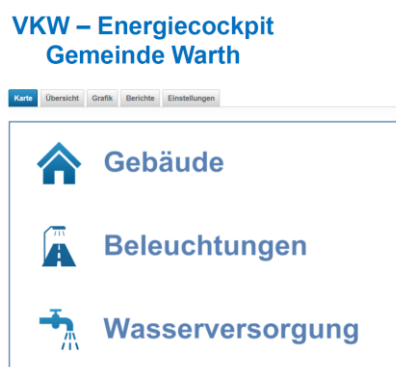 VKW – Energiecockpit
Gemeinde Warth
Karte Übersicht Grafik Berichte Einstellungen
Gebäude
Beleuchtungen
Wasserversorgung